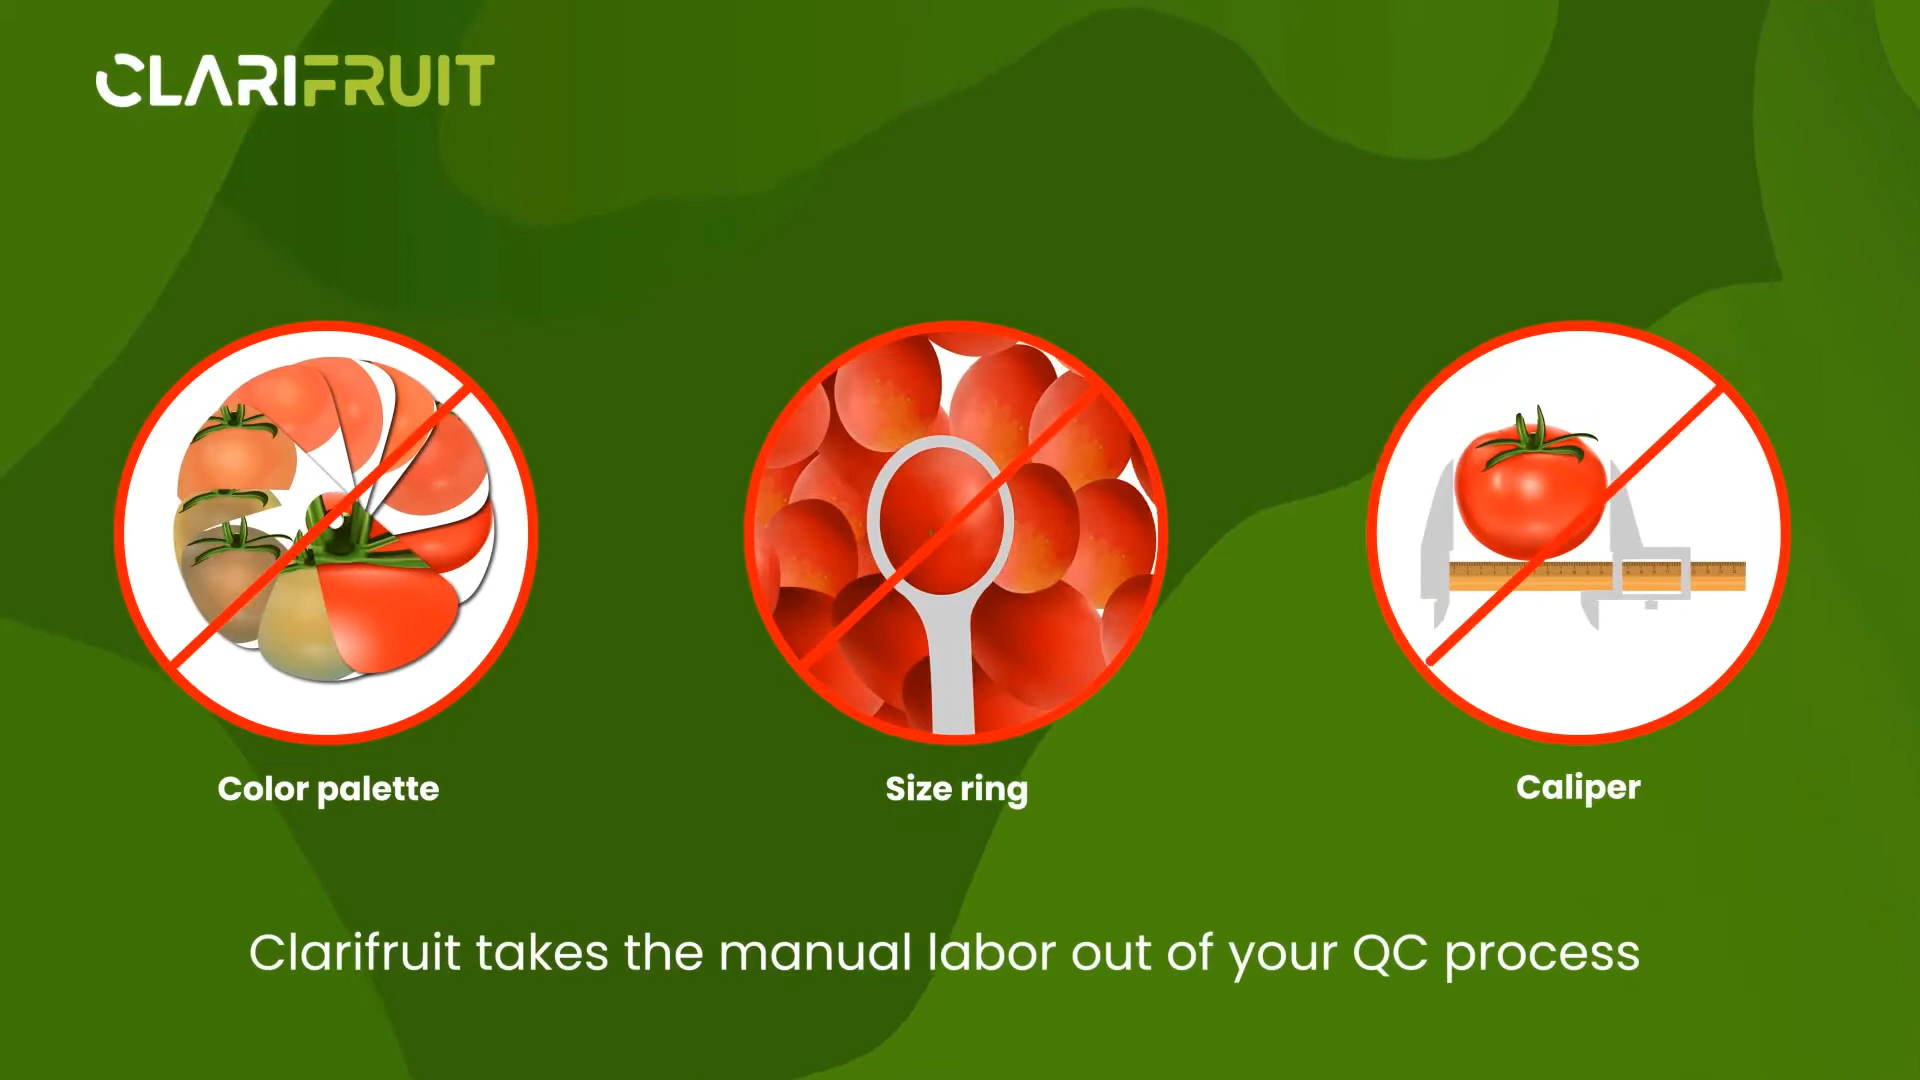 CLARIFRUIT
Color palette
Size ring
Caliper
Clarifruit takes the manual labor out of your QC process